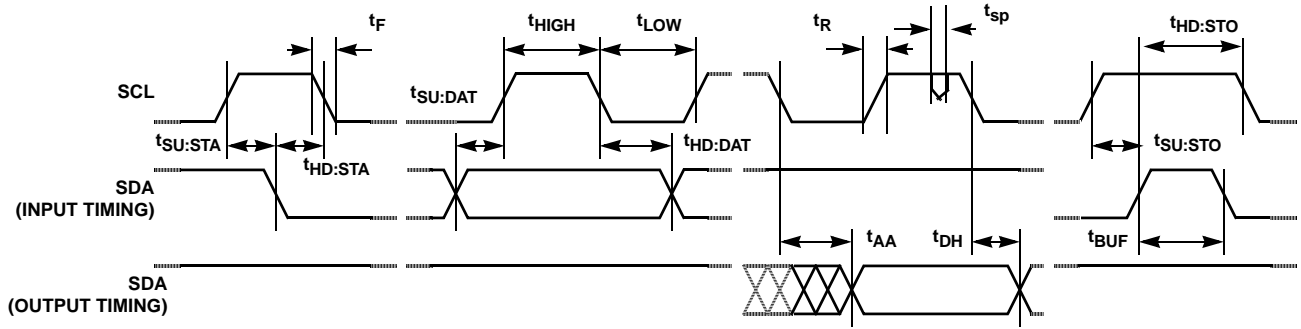 tF
tHIGH
tLOW
tR
tsp
tHD:STO
SCL
tSU:DAT
tSU:STA
tHD:STA
tHD:DAT
tSU:STO
SDA
(INPUT TIMING)
tAA
tDH
tBUF
SDA
(OUTPUT TIMING)